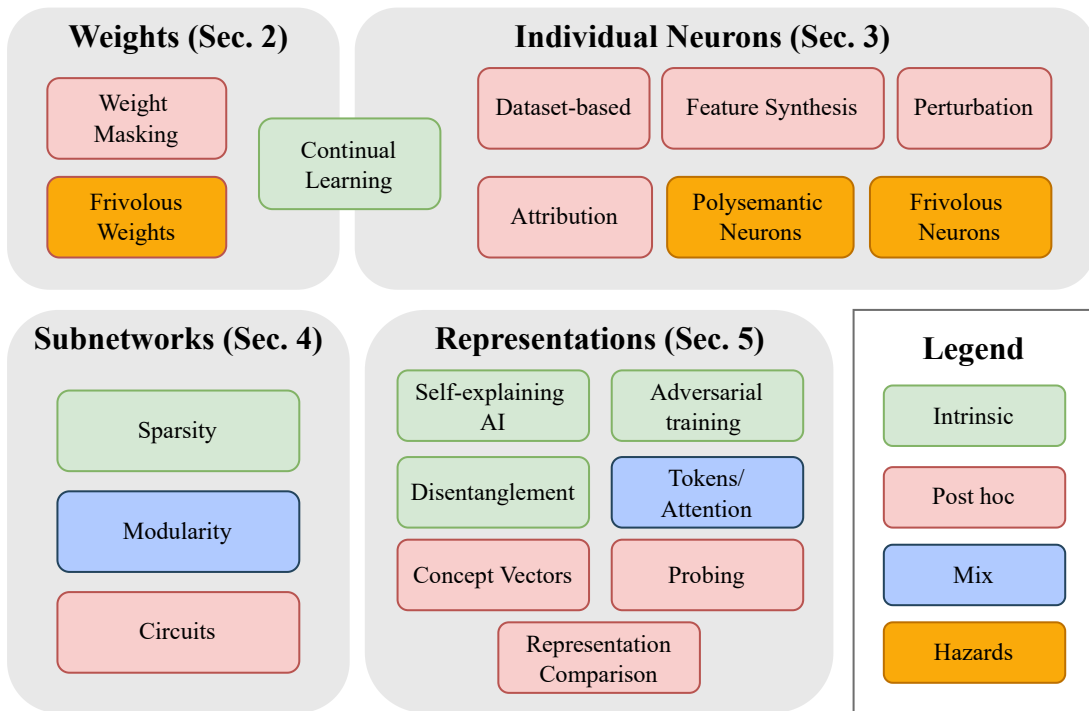 Weights (Sec. 2)
Weight
Masking
Frivolous
Weights
Continual
Learning
Individual Neurons (Sec. 3)
Dataset-based
Feature Synthesis
Perturbation
Attribution
Polysemantic
Neurons
Frivolous
Neurons
Subnetworks (Sec. 4)
Sparsity
Modularity
Circuits
Representations (Sec. 5)
Self-explaining
AI
Adversarial
training
Disentanglement
Tokens/
Attention
Concept Vectors
Probing
Representation
Comparison
Legend
Intrinsic
Post hoc
Mix
Hazards